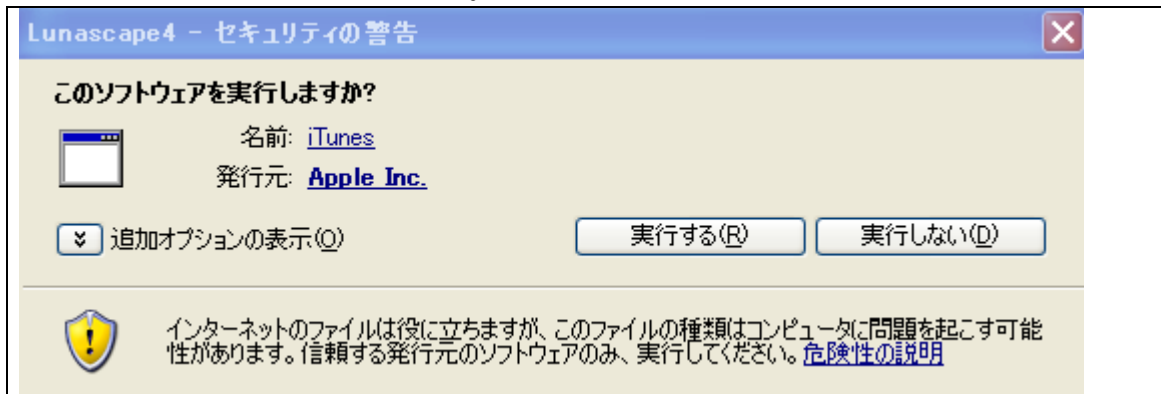 Lunascape4 - セキュリティの警告
このソフトウェアを実行しますか?
名前: iTunes
発行元: Apple Inc.
追加オプションの表示(O)
実行する(R)
実行しない(D)
インターネットのファイルは役に立ちますが、このファイルの種類はコンピュータに問題を起こす可能
性があります。信頼する発行元のソフトウェアのみ、実行してください。危険性の説明